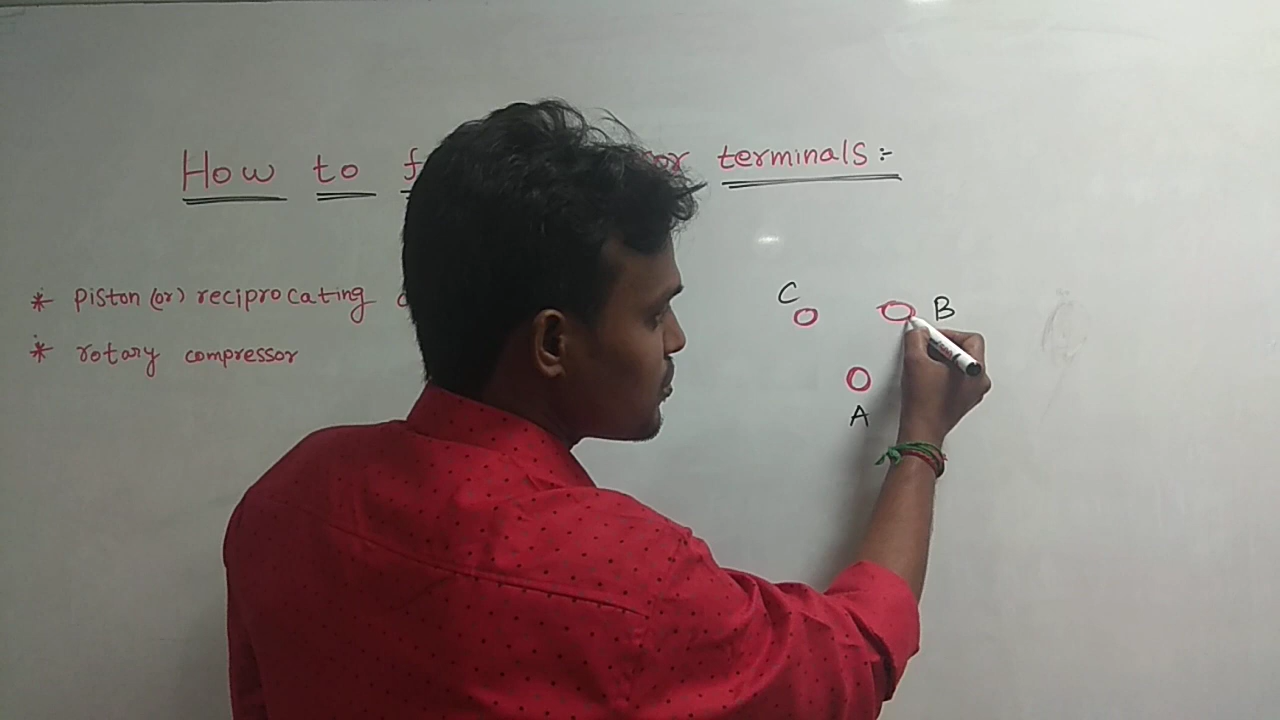 How to terminals:-
* piston (or) reciprocating
* rotary compressor
C
B
A